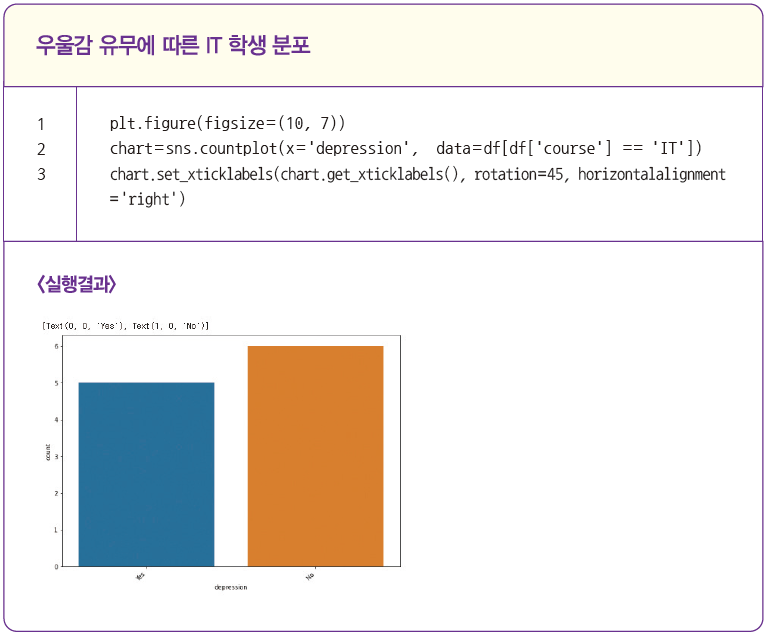 우울감 유무에 따른 IT 학생 분포
1
plt.figure(figsize=(10, 7))
2
chart=sns.countplot(x='depression', data=df[df['course'] == 'IT'])
3
chart.set_xticklabels(chart.get_xticklabels(), rotation=45, horizontalalignment
='right')
〈실행결과〉
[Text(0, 0, 'Yes'), Text(1, 0, 'No')]
6
5
4
3
2
1
0
count
Yes
No
depression